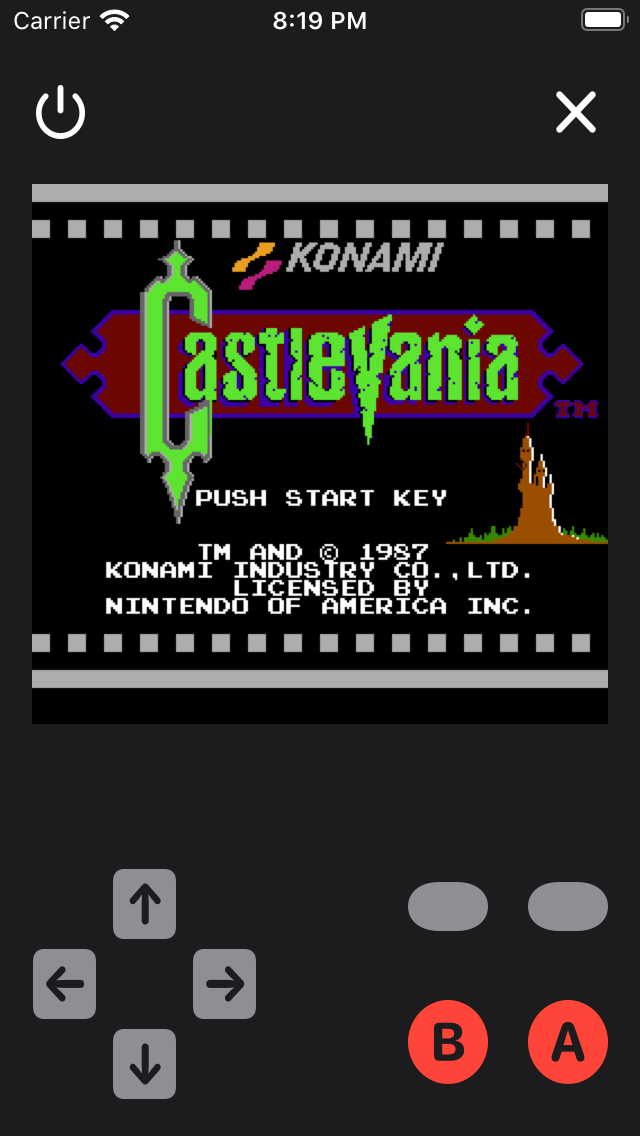 Carrier 8:19 PM
KONAMI
Castlevania
TM
PUSH START KEY
TM AND © 1987
KONAMI INDUSTRY CO.,LTD.
LICENSED BY
NINTENDO OF AMERICA INC.
B A